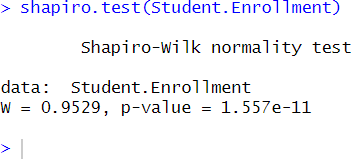 > shapiro.test(Student.Enrollment)
Shapiro-Wilk normality test
data:  Student.Enrollment
W = 0.9529, p-value = 1.557e-11
>